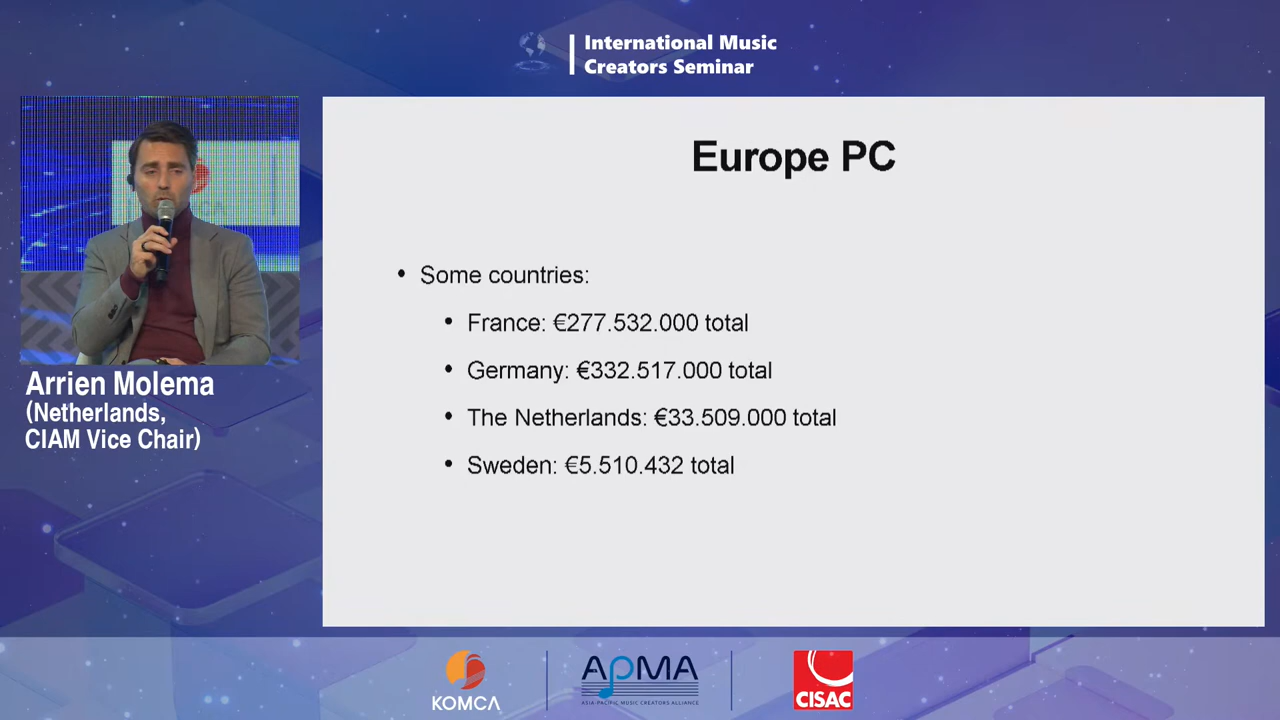 International Music
Creators Seminar
Europe PC
• Some countries:
• France: €277.532.000 total
• Germany: €332.517.000 total
• The Netherlands: €33.509.000 total
• Sweden: €5.510.432 total
Arrien Molema
(Netherlands,
CIAM Vice Chair)
KOMCA
APMA
ASIA-PACIFIC MUSIC CREATORS ALLIANCE
CISAC